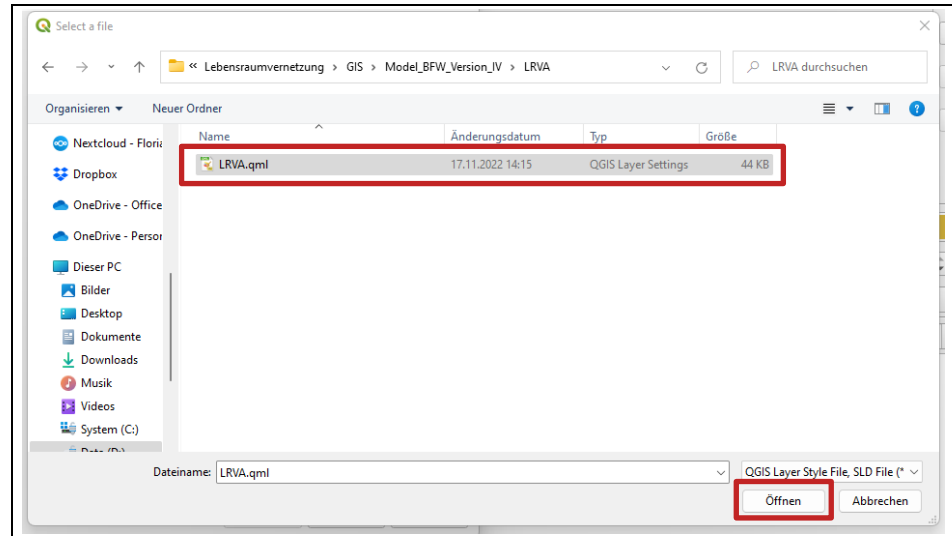 Select a file
« Lebensraumvernetzung › GIS › Model_BFW_Version_IV › LRVA
LRVA durchsuchen
Organisieren
Neuer Ordner
Name Änderungsdatum Typ Größe
LRVA.qml 17.11.2022 14:15 QGIS Layer Settings 44 KB
Nextcloud - Floria
Dropbox
OneDrive - Office
OneDrive - Person
Dieser PC
Bilder
Desktop
Dokumente
Downloads
Musik
Videos
System (C:)
Dateiname: LRVA.qml
QGIS Layer Style File, SLD File (*
Öffnen Abbrechen